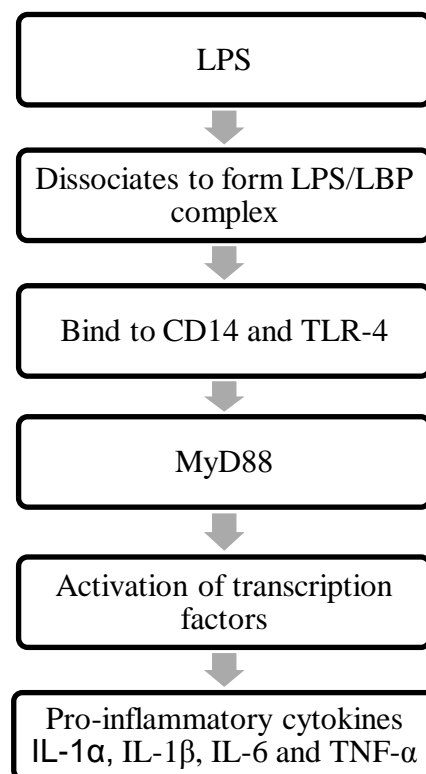 LPS
Dissociates to form LPS/LBP
complex
Bind to CD14 and TLR-4
MyD88
Activation of transcription
factors
Pro-inflammatory cytokines
IL-1α, IL-1β, IL-6 and TNF-α